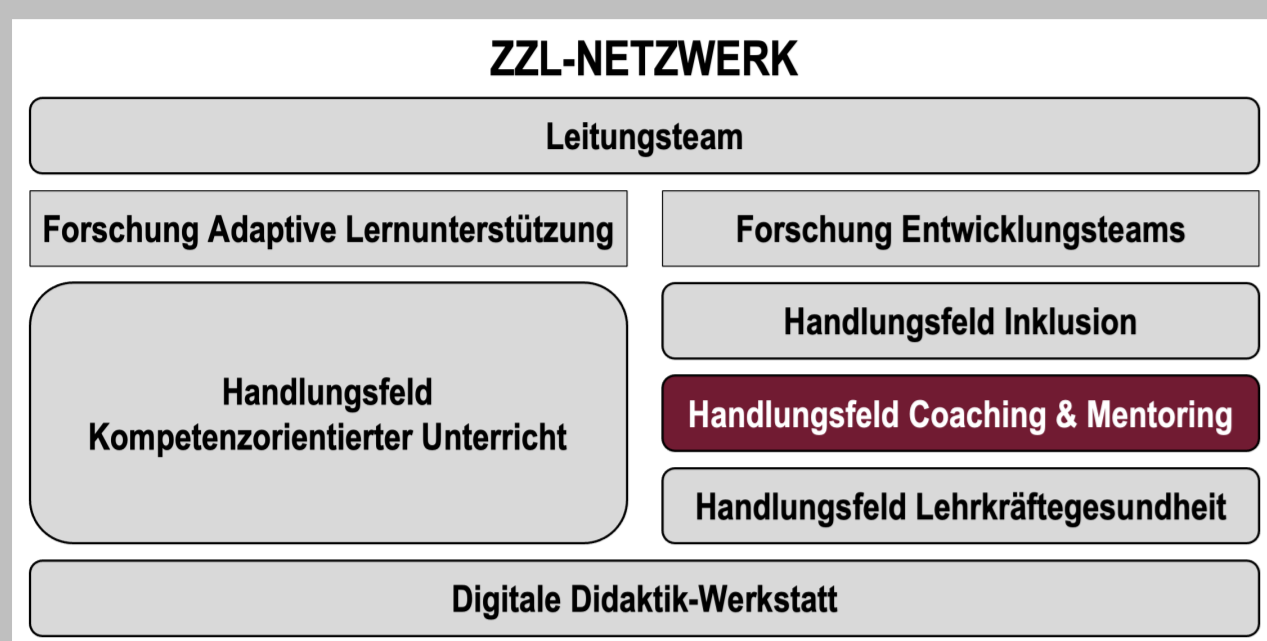 ZZL-NETZWERK
Leitungsteam
Forschung Adaptive Lernunterstützung
Forschung Entwicklungsteams
Handlungsfeld
Kompetenzorientierter Unterricht
Handlungsfeld Inklusion
Handlungsfeld Coaching & Mentoring
Handlungsfeld Lehrkräftegesundheit
Digitale Didaktik-Werkstatt